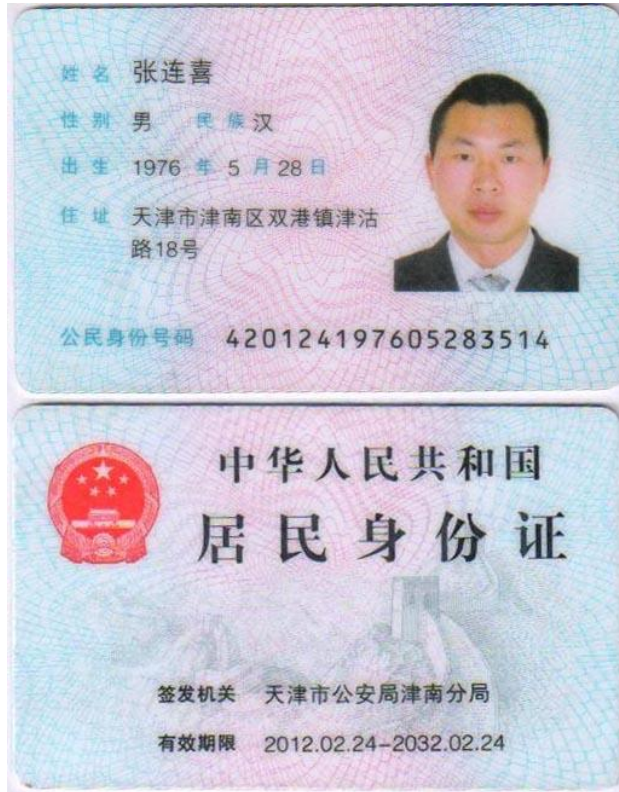 姓名 张连喜
性别 男 民族 汉
出生 1976 年 5 月 28 日
住址 天津市津南区双港镇津沽
路18号
公民身份号码 420124197605283514
中华人民共和国
居民身份证
签发机关 天津市公安局津南分局
有效期限 2012.02.24-2032.02.24